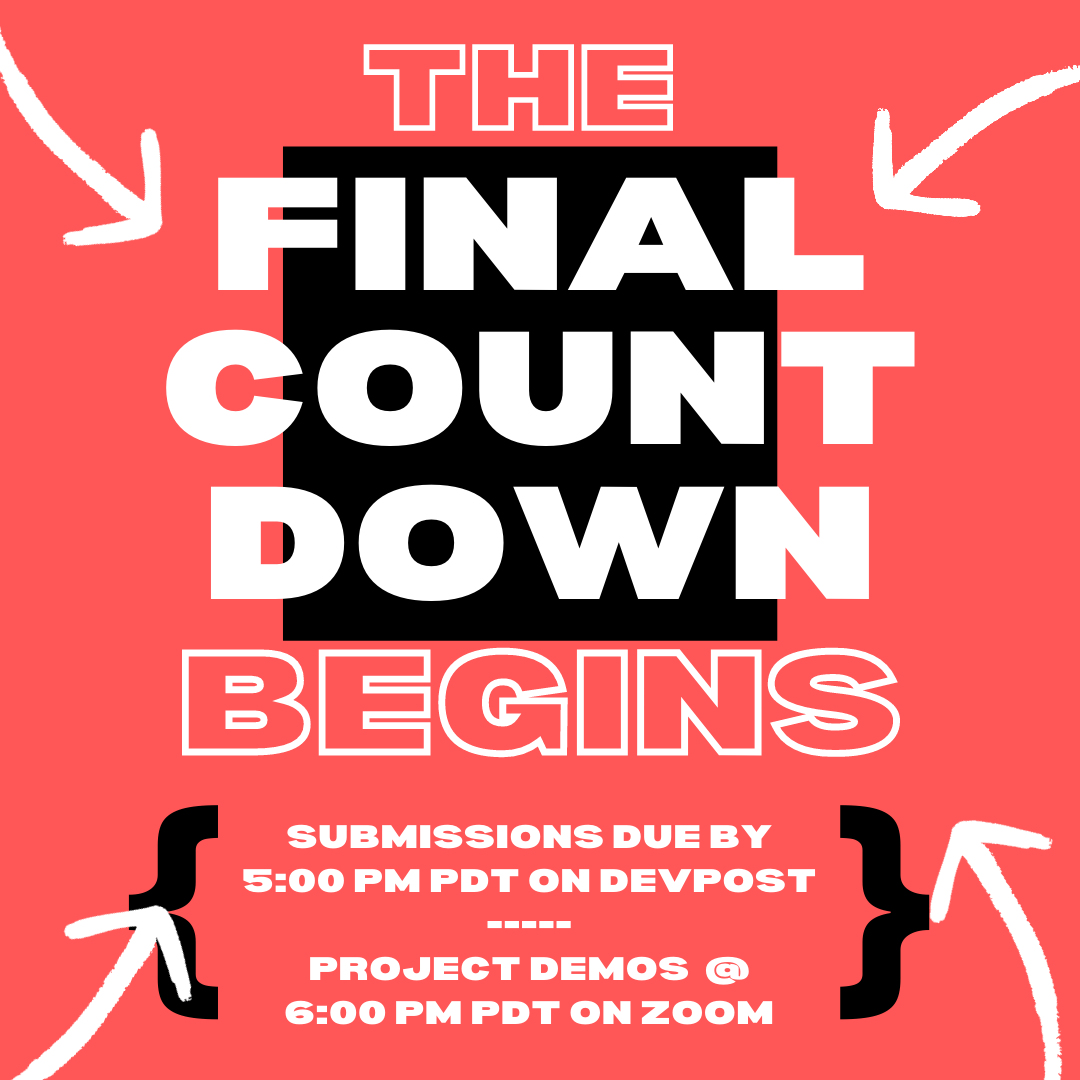 THE
FINAL
COUNT
DOWN
BEGINS
{
SUBMISSIONS DUE BY
5:00 PM PDT ON DEVPOST
-----
PROJECT DEMOS @
6:00 PM PDT ON ZOOM
}